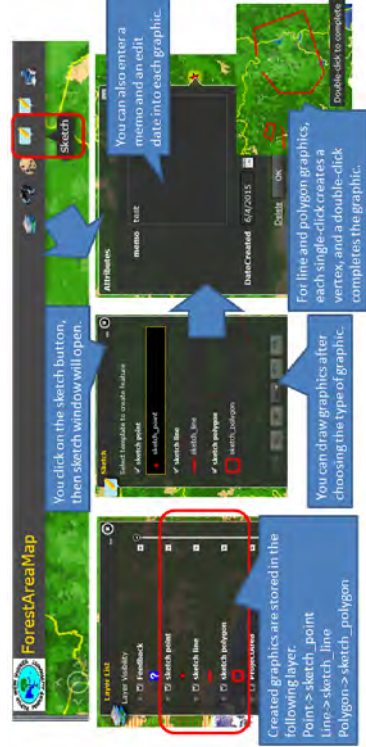 ForestAreaMap
Sketch
You click on the sketch button,
then sketch window will open.
You can also enter a
memo and an edit
date into each graphic.
Layer List
Layer Visibility
Feedback
sketch point
sketch line
sketch polygon
Sketch
Select template to create feature
sketch point
sketch_point
sketch line
sketch_line
sketch polygon
sketch_polygon
Attributes
memo test
DateCreated 6/4/2015
Delete OK
Double-click to complete
Created graphics are stored in the
following layer.
Point-> sketch_point
Line-> sketch_line
Polygon-> sketch_polygon
You can draw graphics after
choosing the type of graphic.
For line and polygon graphics,
each single-click creates a
vertex, and a double-click
completes the graphic.